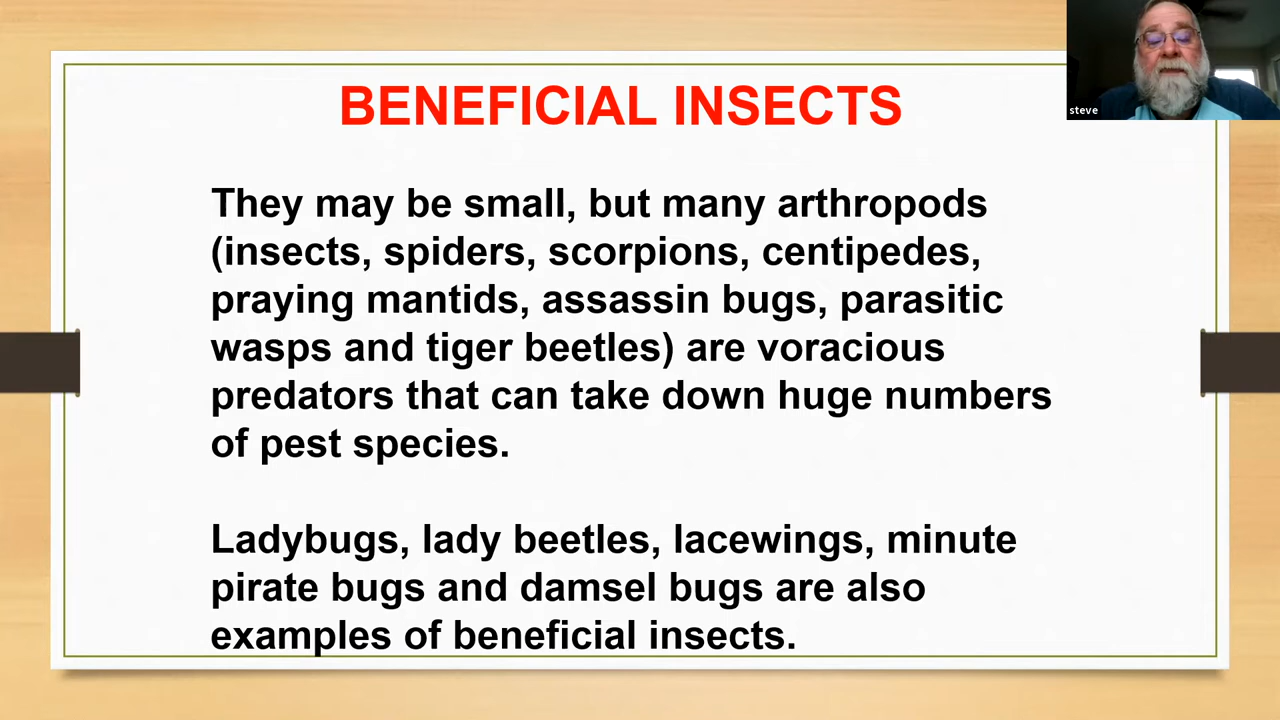 BENEFICIAL INSECTS
steve
They may be small, but many arthropods
(insects, spiders, scorpions, centipedes,
praying mantids, assassin bugs, parasitic
wasps and tiger beetles) are voracious
predators that can take down huge numbers
of pest species.
Ladybugs, lady beetles, lacewings, minute
pirate bugs and damsel bugs are also
examples of beneficial insects.